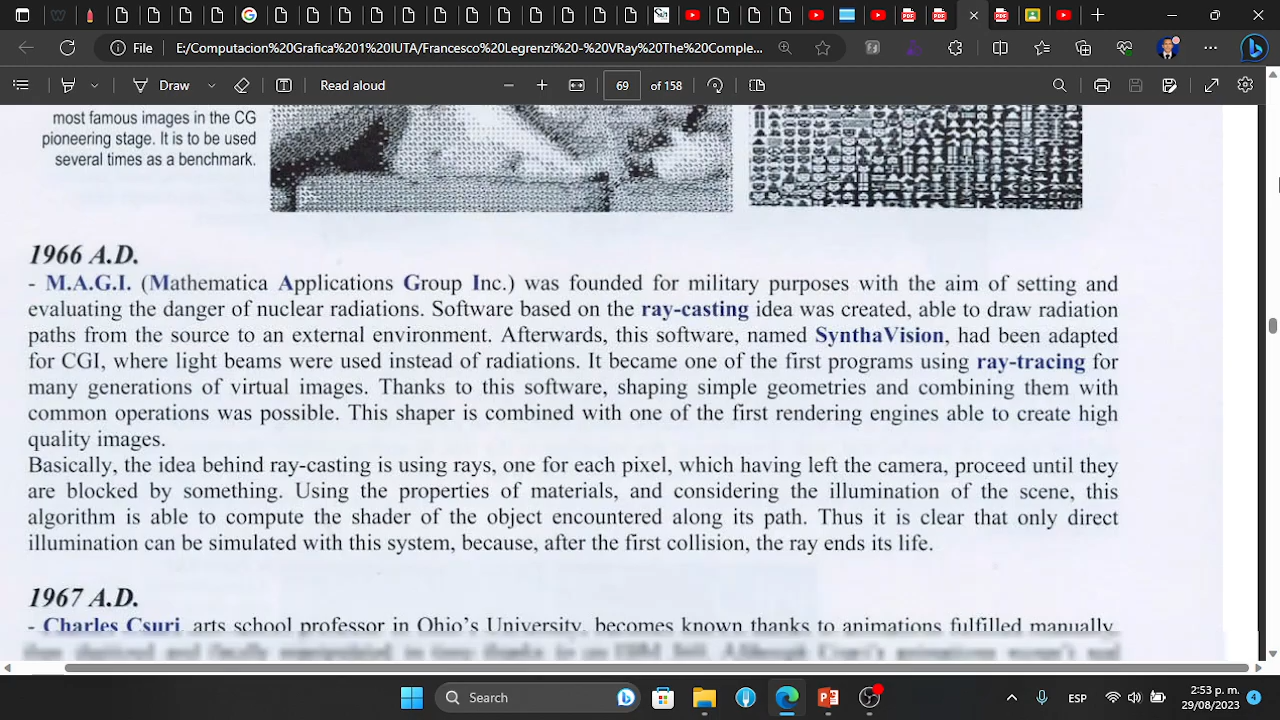 File
E:/Computacion%20Grafica%201%20IUTA/Francesco%20Legrenzi%20-%20VRay%20The%20Comple...
Draw
Read aloud
69
of 158
most famous images in the CG
pioneering stage. It is to be used
several times as a benchmark.
1966 A.D.
- M.A.G.I. (Mathematica Applications Group Inc.) was founded for military purposes with the aim of setting and
evaluating the danger of nuclear radiations. Software based on the ray-casting idea was created, able to draw radiation
paths from the source to an external environment. Afterwards, this software, named SynthaVision, had been adapted
for CGI, where light beams were used instead of radiations. It became one of the first programs using ray-tracing for
many generations of virtual images. Thanks to this software, shaping simple geometries and combining them with
common operations was possible. This shaper is combined with one of the first rendering engines able to create high
quality images.
Basically, the idea behind ray-casting is using rays, one for each pixel, which having left the camera, proceed until they
are blocked by something. Using the properties of materials, and considering the illumination of the scene, this
algorithm is able to compute the shader of the object encountered along its path. Thus it is clear that only direct
illumination can be simulated with this system, because, after the first collision, the ray ends its life.
1967 A.D.
- Charles Csuri, arts school professor in Ohio's University, becomes known thanks to animations fulfilled manually,
Search
ESP
2:53 p. m.
29/08/2023
4